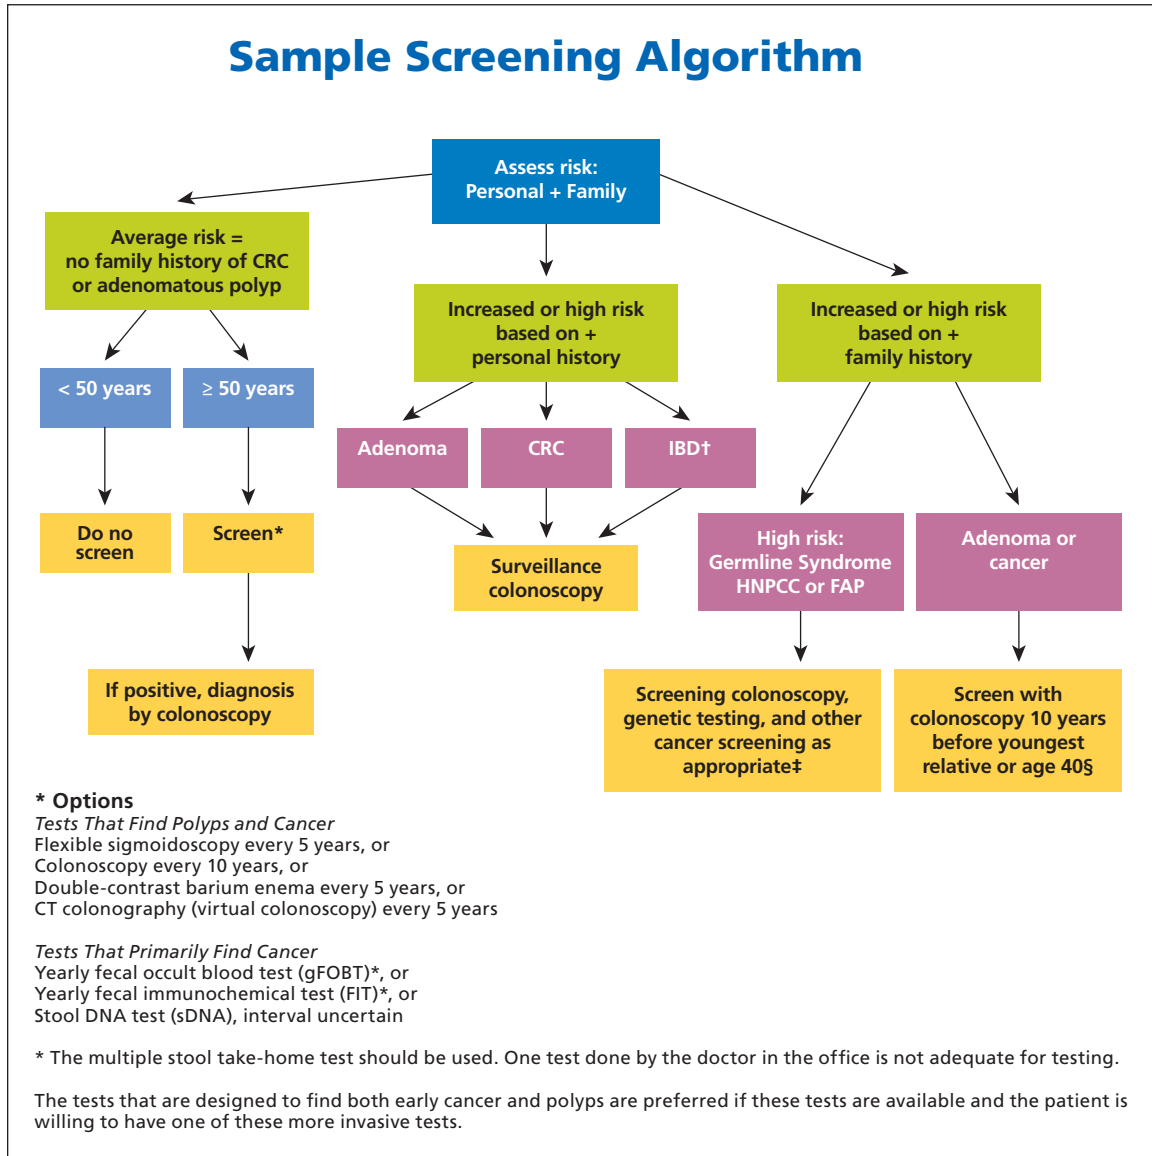 Sample Screening Algorithm
Assess risk:
Personal + Family
Average risk =
no family history of CRC
or adenomatous polyp
Increased or high risk
based on +
personal history
Increased or high risk
based on +
family history
< 50 years
≥ 50 years
Adenoma
CRC
IBD†
Do no
screen
Screen*
Surveillance
colonoscopy
High risk:
Germline Syndrome
HNPCC or FAP
Adenoma or
cancer
If positive, diagnosis
by colonoscopy
Screening colonoscopy,
genetic testing, and other
cancer screening as
appropriate‡
Screen with
colonoscopy 10 years
before youngest
relative or age 40§
* Options
Tests That Find Polyps and Cancer
Flexible sigmoidoscopy every 5 years, or
Colonoscopy every 10 years, or
Double-contrast barium enema every 5 years, or
CT colonography (virtual colonoscopy) every 5 years
Tests That Primarily Find Cancer
Yearly fecal occult blood test (gFOBT)*, or
Yearly fecal immunochemical test (FIT)*, or
Stool DNA test (sDNA), interval uncertain
* The multiple stool take-home test should be used. One test done by the doctor in the office is not adequate for testing.
The tests that are designed to find both early cancer and polyps are preferred if these tests are available and the patient is
willing to have one of these more invasive tests.